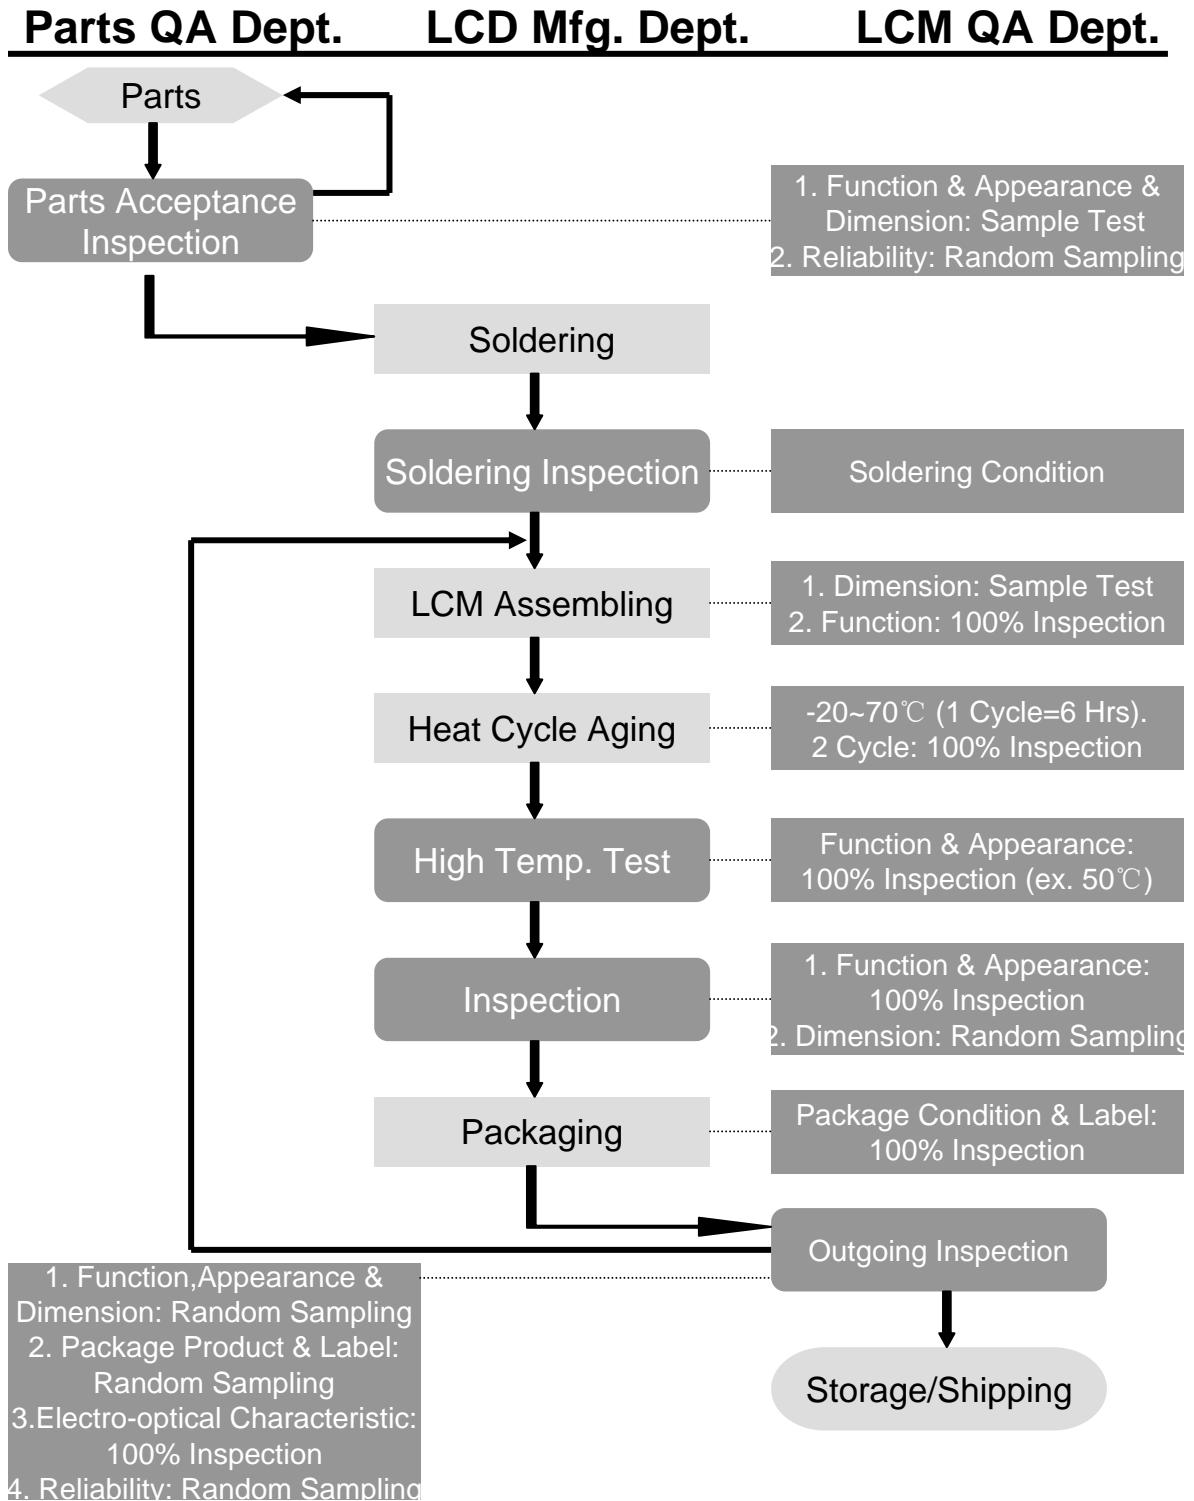 Parts QA Dept. LCD Mfg. Dept. LCM QA Dept.
Parts
Parts Acceptance
Inspection
1. Function & Appearance &
Dimension: Sample Test
2. Reliability: Random Sampling
Soldering
Soldering Inspection
Soldering Condition
LCM Assembling
1. Dimension: Sample Test
2. Function: 100% Inspection
Heat Cycle Aging
-20~70℃ (1 Cycle=6 Hrs).
2 Cycle: 100% Inspection
High Temp. Test
Function & Appearance:
100% Inspection (ex. 50℃)
Inspection
1. Function & Appearance:
100% Inspection
2. Dimension: Random Sampling
Packaging
Package Condition & Label:
100% Inspection
Outgoing Inspection
1. Function,Appearance &
Dimension: Random Sampling
2. Package Product & Label:
Random Sampling
3.Electro-optical Characteristic:
100% Inspection
4. Reliability: Random Sampling
Storage/Shipping